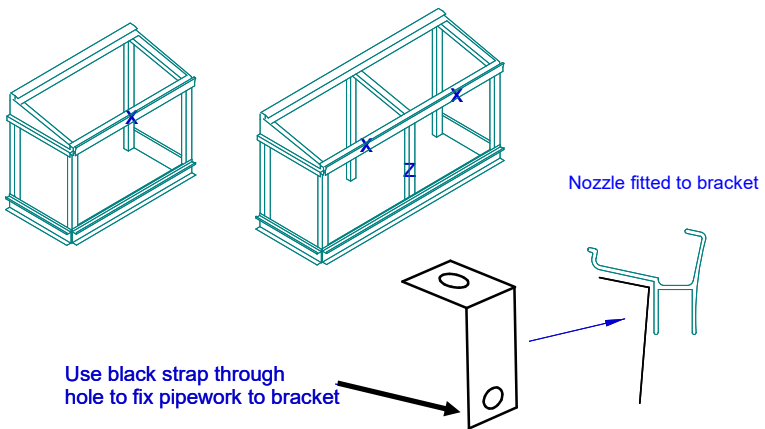 X
X
X
Z
Nozzle fitted to bracket
Use black strap through
hole to fix pipework to bracket